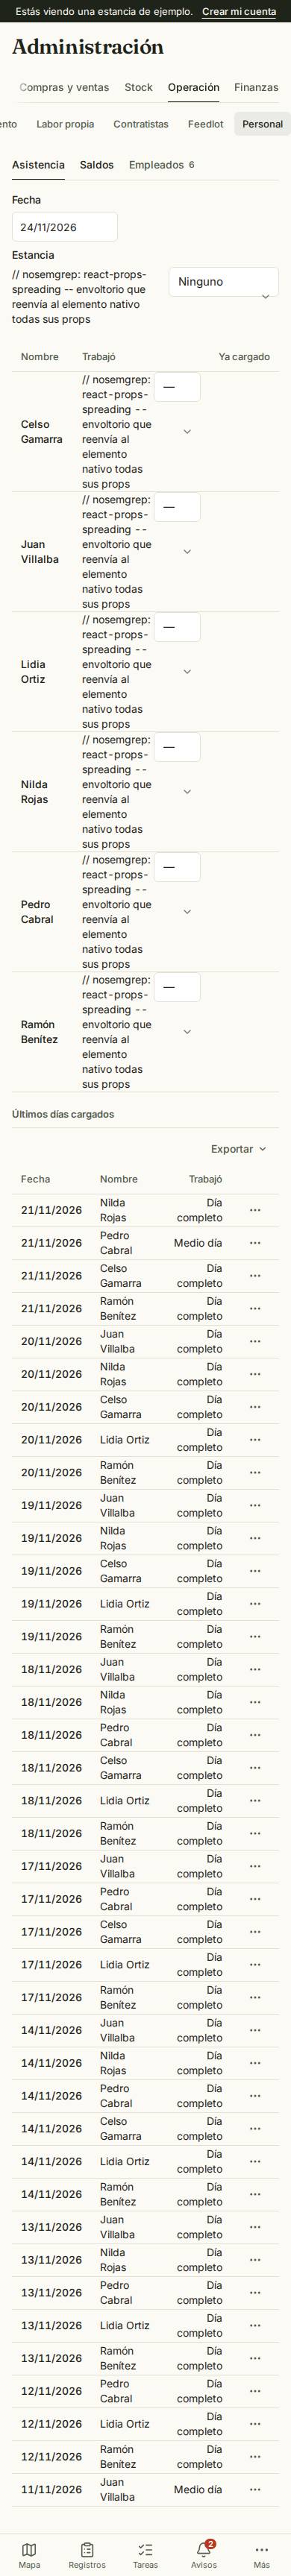 Estás viendo una estancia de ejemplo. Crear mi cuenta
Administración
Compras y ventas Stock Operación Finanzas
ento Labor propia Contratistas Feedlot Personal
Asistencia Saldos Empleados 6
Fecha
24/11/2026
Estancia
// nosemgrep: react-props-
spreading -- envoltorio que
reenvía al elemento nativo
todas sus props
Ninguno
Nombre Trabajó Ya cargado
Celso
Gamarra
// nosemgrep:
react-props-
spreading --
envoltorio que
reenvía al
elemento
nativo todas
sus props
—
Juan
Villalba
// nosemgrep:
react-props-
spreading --
envoltorio que
reenvía al
elemento
nativo todas
sus props
—
Lidia
Ortiz
// nosemgrep:
react-props-
spreading --
envoltorio que
reenvía al
elemento
nativo todas
sus props
—
Nilda
Rojas
// nosemgrep:
react-props-
spreading --
envoltorio que
reenvía al
elemento
nativo todas
sus props
—
Pedro
Cabral
// nosemgrep:
react-props-
spreading --
envoltorio que
reenvía al
elemento
nativo todas
sus props
—
Ramón
Benítez
// nosemgrep:
react-props-
spreading --
envoltorio que
reenvía al
elemento
nativo todas
sus props
—
Últimos días cargados
Exportar
Fecha Nombre Trabajó
21/11/2026 Nilda Rojas Día completo
21/11/2026 Pedro Cabral Medio día
21/11/2026 Celso Gamarra Día completo
21/11/2026 Ramón Benítez Día completo
20/11/2026 Juan Villalba Día completo
20/11/2026 Nilda Rojas Día completo
20/11/2026 Celso Gamarra Día completo
20/11/2026 Lidia Ortiz Día completo
20/11/2026 Ramón Benítez Día completo
19/11/2026 Juan Villalba Día completo
19/11/2026 Nilda Rojas Día completo
19/11/2026 Celso Gamarra Día completo
19/11/2026 Lidia Ortiz Día completo
19/11/2026 Ramón Benítez Día completo
18/11/2026 Juan Villalba Día completo
18/11/2026 Nilda Rojas Día completo
18/11/2026 Pedro Cabral Día completo
18/11/2026 Celso Gamarra Día completo
18/11/2026 Lidia Ortiz Día completo
18/11/2026 Ramón Benítez Día completo
17/11/2026 Juan Villalba Día completo
17/11/2026 Pedro Cabral Día completo
17/11/2026 Celso Gamarra Día completo
17/11/2026 Lidia Ortiz Día completo
17/11/2026 Ramón Benítez Día completo
14/11/2026 Juan Villalba Día completo
14/11/2026 Nilda Rojas Día completo
14/11/2026 Pedro Cabral Día completo
14/11/2026 Celso Gamarra Día completo
14/11/2026 Lidia Ortiz Día completo
14/11/2026 Ramón Benítez Día completo
13/11/2026 Juan Villalba Día completo
13/11/2026 Nilda Rojas Día completo
13/11/2026 Pedro Cabral Día completo
13/11/2026 Lidia Ortiz Día completo
13/11/2026 Ramón Benítez Día completo
12/11/2026 Pedro Cabral Día completo
12/11/2026 Lidia Ortiz Día completo
12/11/2026 Ramón Benítez Día completo
11/11/2026 Juan Villalba Medio día
2
Mapa Registros Tareas Avisos Más